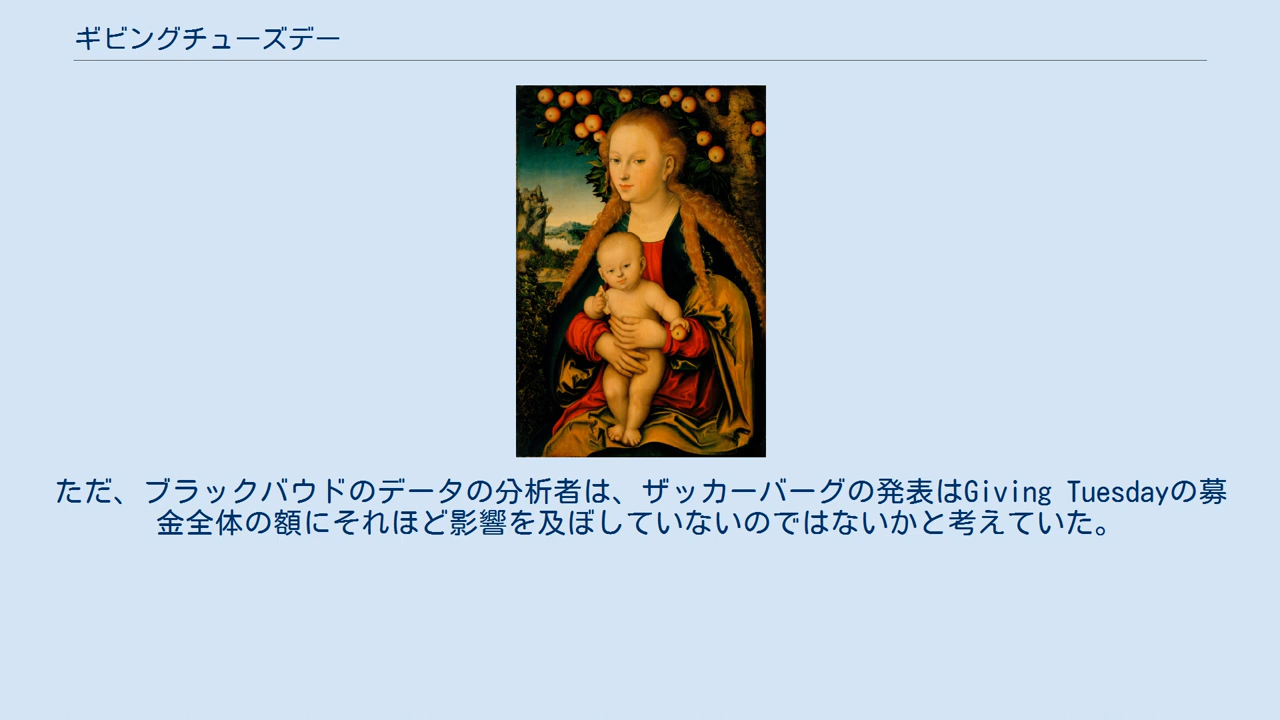 ギビングチューズデー
ただ、ブラックバウドのデータの分析者は、ザッカーバーグの発表はGiving Tuesdayの募
金全体の額にそれほど影響を及ぼしていないのではないかと考えていた。